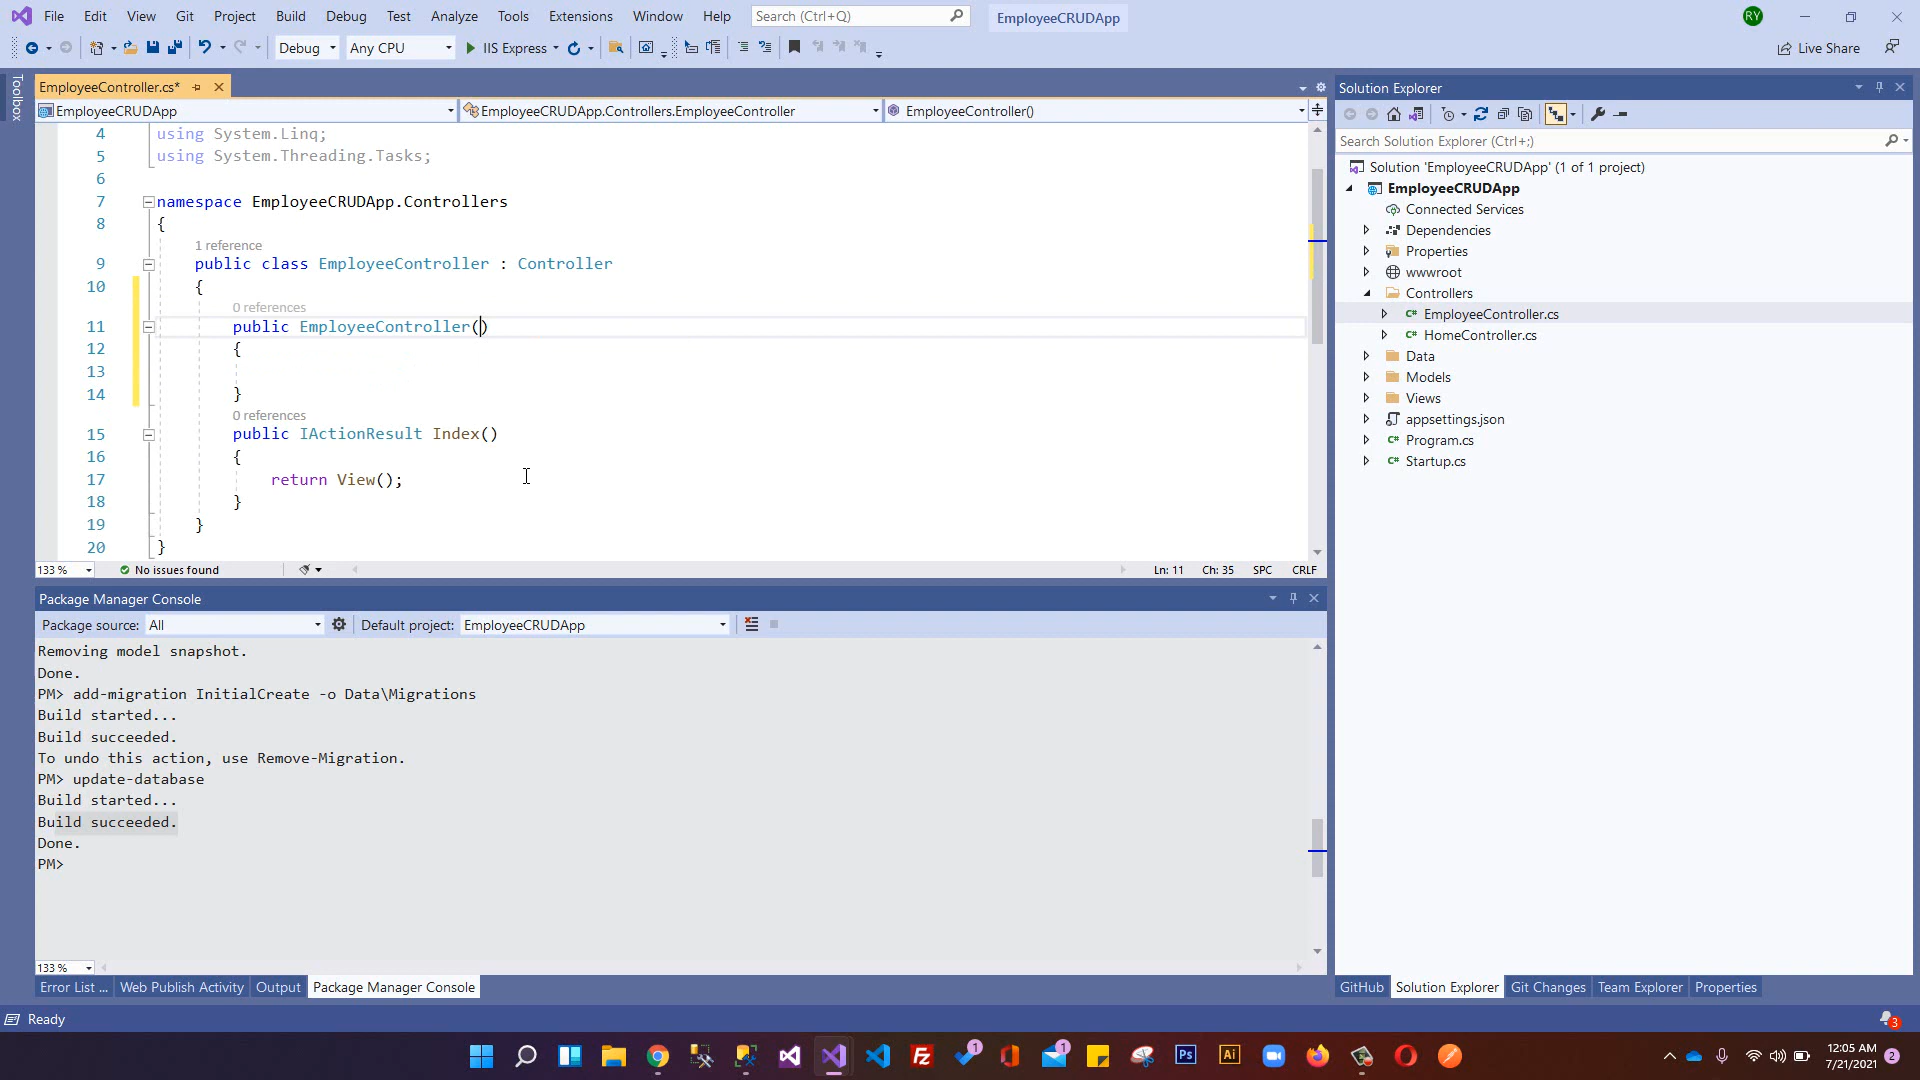 File Edit View Git Project Build Debug Test Analyze Tools Extensions Window Help Search (Ctrl+Q) EmployeeCRUDApp RY
Debug Any CPU IIS Express Live Share
Toolbox
EmployeeController.cs*
EmployeeCRUDApp EmployeeCRUDApp.Controllers.EmployeeController EmployeeController()
4 using System.Linq;
5 using System.Threading.Tasks;
6
7 namespace EmployeeCRUDApp.Controllers
8 {
1 reference
9 public class EmployeeController : Controller
10 {
0 references
11 public EmployeeController()
12 {
13
14 }
0 references
15 public IActionResult Index()
16 {
17 return View();
18 }
19 }
20 }
133 % No issues found Ln: 11 Ch: 35 SPC CRLF
Package Manager Console
Package source: All Default project: EmployeeCRUDApp
Removing model snapshot.
Done.
PM> add-migration InitialCreate -o Data\Migrations
Build started...
Build succeeded.
To undo this action, use Remove-Migration.
PM> update-database
Build started...
Build succeeded.
Done.
PM>
133 %
Error List ... Web Publish Activity Output Package Manager Console
Solution Explorer
Search Solution Explorer (Ctrl+;)
Solution 'EmployeeCRUDApp' (1 of 1 project)
EmployeeCRUDApp
Connected Services
Dependencies
Properties
wwwroot
Controllers
C# EmployeeController.cs
C# HomeController.cs
Data
Models
Views
appsettings.json
C# Program.cs
C# Startup.cs
GitHub Solution Explorer Git Changes Team Explorer Properties
Ready 3
1 1 Ps Ai 12:05 AM
7/21/2021 2